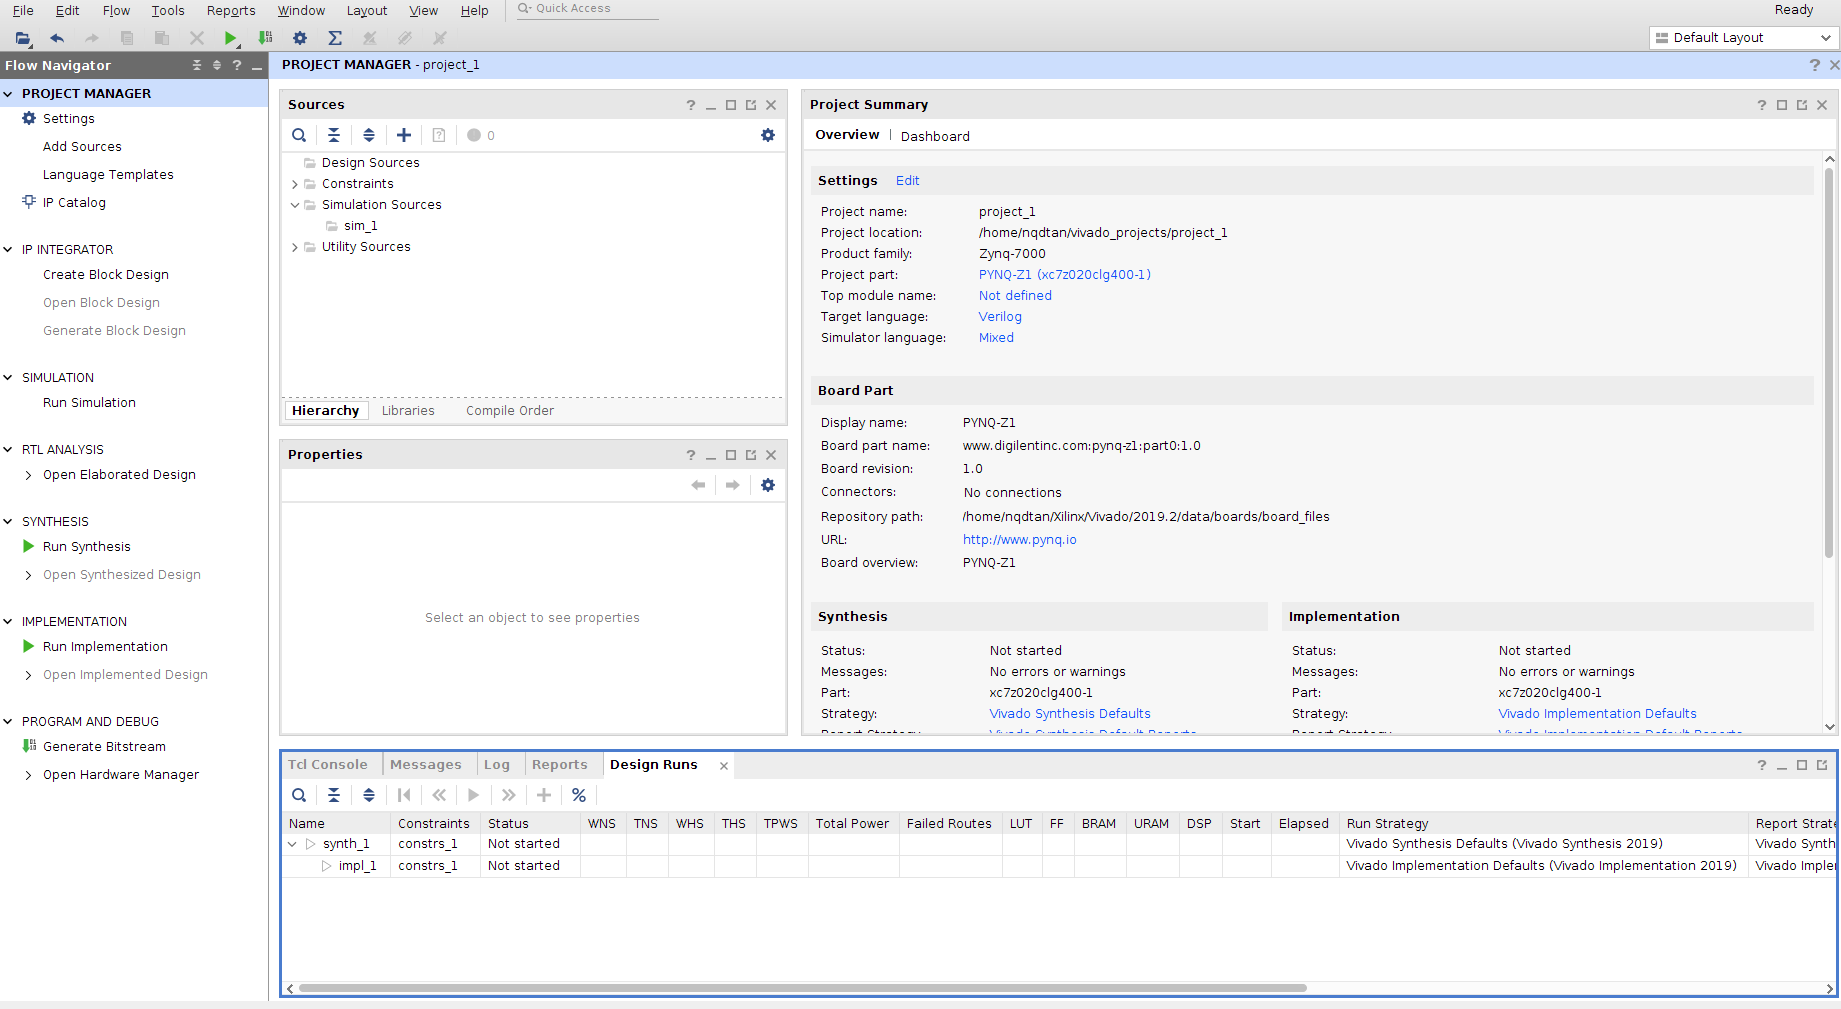 File Edit Flow Tools Reports Window Layout View Help Quick Access Ready
Default Layout
Flow Navigator
PROJECT MANAGER
Settings
Add Sources
Language Templates
IP Catalog
IP INTEGRATOR
Create Block Design
Open Block Design
Generate Block Design
SIMULATION
Run Simulation
RTL ANALYSIS
Open Elaborated Design
SYNTHESIS
Run Synthesis
Open Synthesized Design
IMPLEMENTATION
Run Implementation
Open Implemented Design
PROGRAM AND DEBUG
Generate Bitstream
Open Hardware Manager
PROJECT MANAGER - project_1
Sources
0
Design Sources
Constraints
Simulation Sources
sim_1
Utility Sources
Hierarchy Libraries Compile Order
Properties
Select an object to see properties
Project Summary
Overview | Dashboard
Settings Edit
Project name: project_1
Project location: /home/nqdtan/vivado_projects/project_1
Product family: Zynq-7000
Project part: PYNQ-Z1 (xc7z020clg400-1)
Top module name: Not defined
Target language: Verilog
Simulator language: Mixed
Board Part
Display name: PYNQ-Z1
Board part name: www.digilentinc.com:pynq-z1:part0:1.0
Board revision: 1.0
Connectors: No connections
Repository path: /home/nqdtan/Xilinx/Vivado/2019.2/data/boards/board_files
URL: http://www.pynq.io
Board overview: PYNQ-Z1
Synthesis
Status: Not started
Messages: No errors or warnings
Part: xc7z020clg400-1
Strategy: Vivado Synthesis Defaults
Report Strategy: Vivado Synthesis Default Reports
Implementation
Status: Not started
Messages: No errors or warnings
Part: xc7z020clg400-1
Strategy: Vivado Implementation Defaults
Report Strategy: Vivado Implementation Default Reports
Tcl Console Messages Log Reports Design Runs
Name Constraints Status WNS TNS WHS THS TPWS Total Power Failed Routes LUT FF BRAM URAM DSP Start Elapsed Run Strategy Report Strate
synth_1 constrs_1 Not started Vivado Synthesis Defaults (Vivado Synthesis 2019) Vivado Synth
impl_1 constrs_1 Not started Vivado Implementation Defaults (Vivado Implementation 2019) Vivado Imple